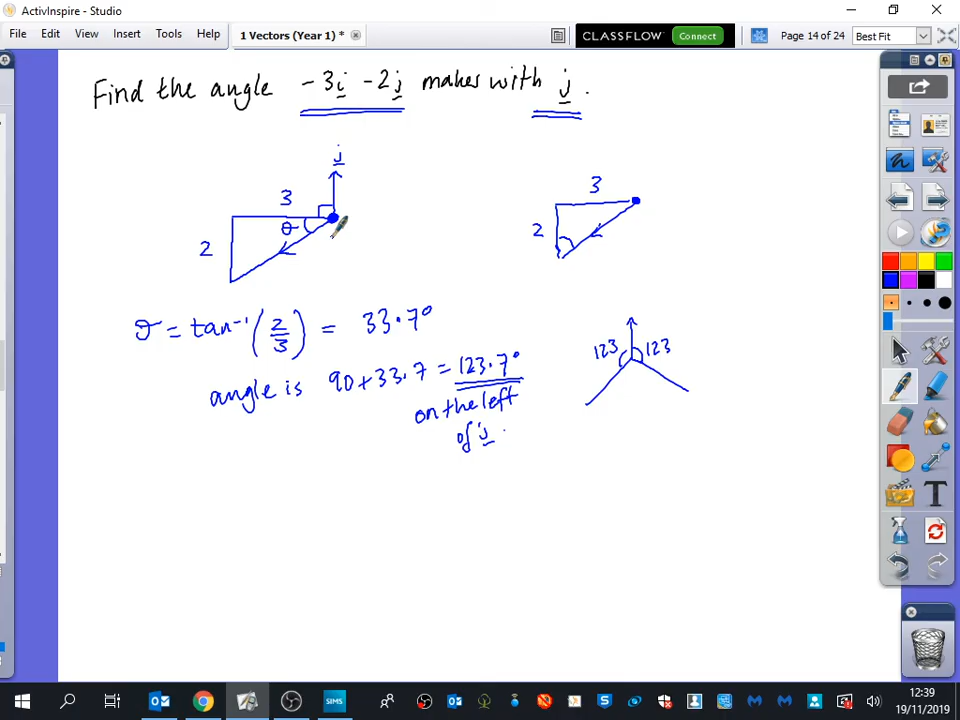 ActivInspire - Studio
File Edit View Insert Tools Help
1 Vectors (Year 1) *
CLASSFLOW Connect
Page 14 of 24
Best Fit
Find the angle -3i -2j makes with j.
j
3
θ
2
3
2
θ = tan⁻¹ (2/3) = 33.7°
angle is 90+33.7 = 123.7°
on the left
of j.
123 123
T
SIMS
S
12:39
19/11/2019